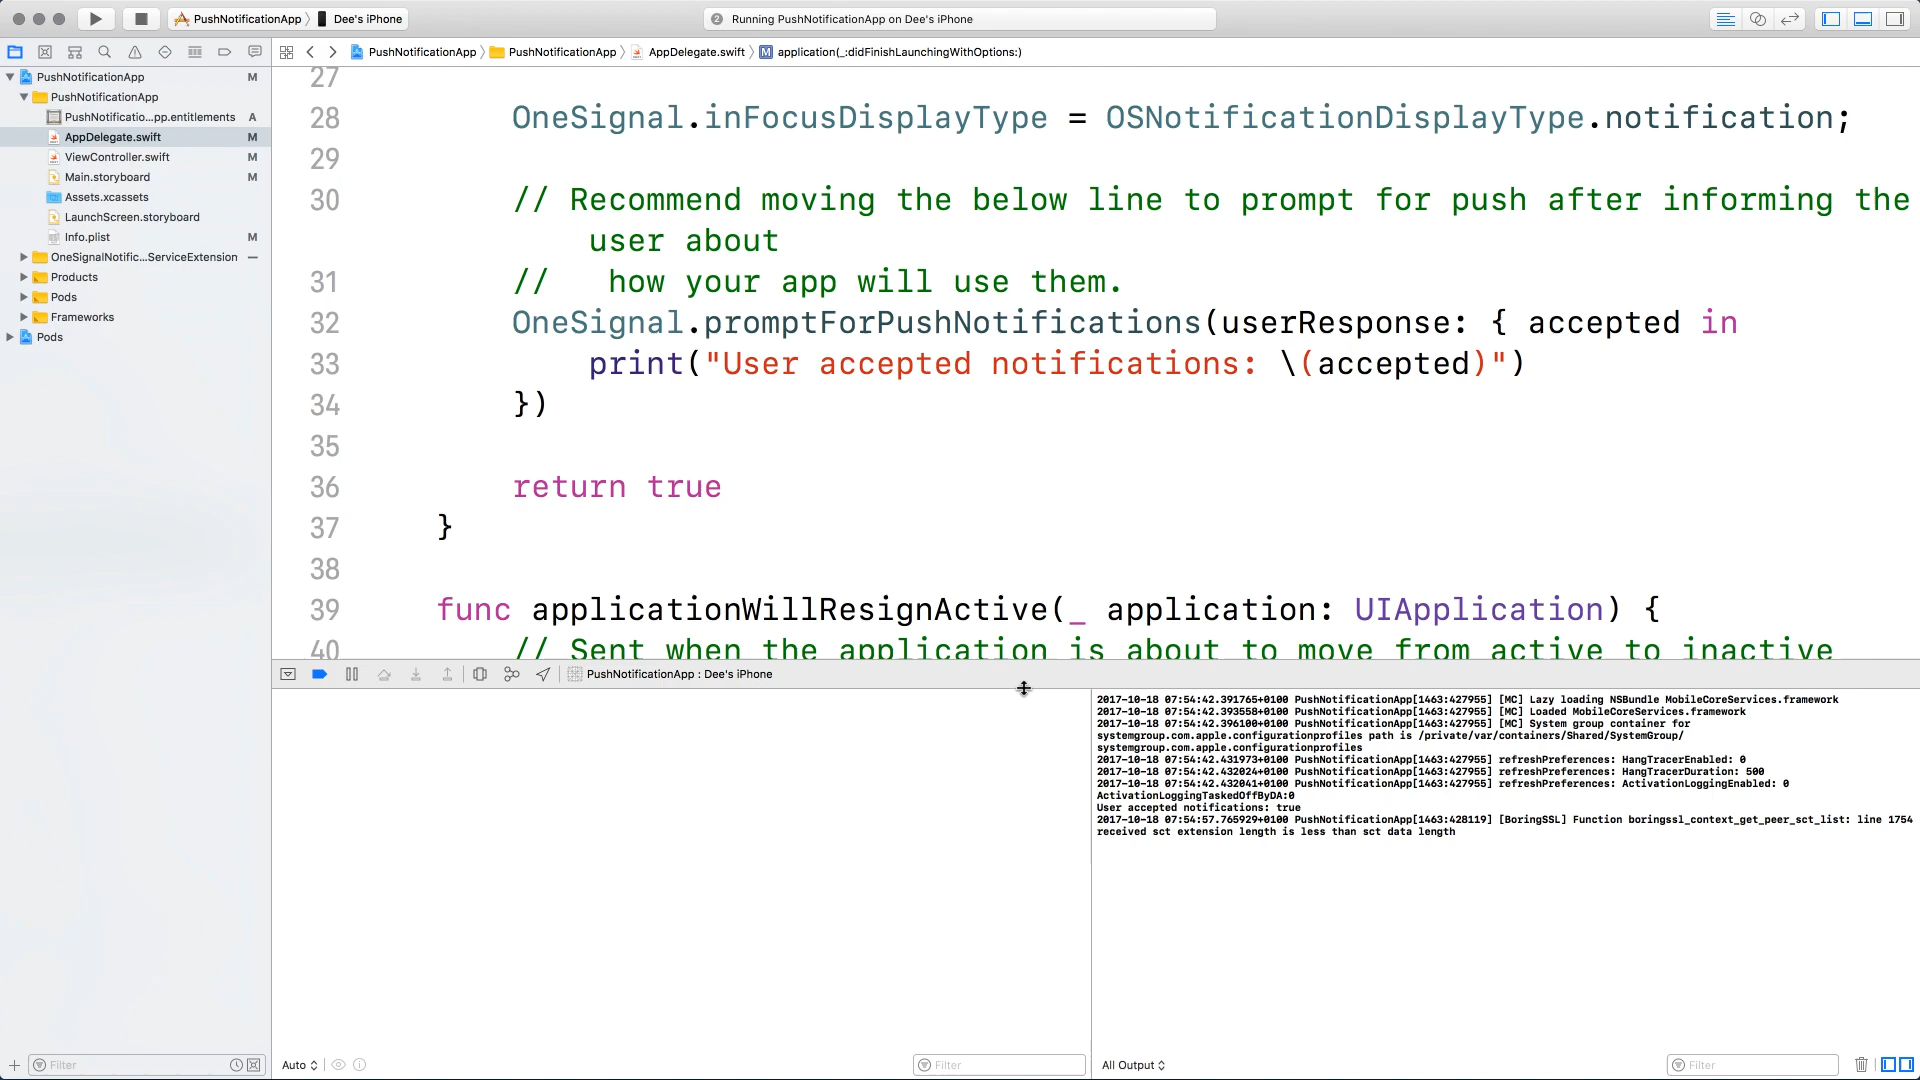 PushNotificationApp
Dee's iPhone
2 Running PushNotificationApp on Dee's iPhone
PushNotificationApp
PushNotificationApp
AppDelegate.swift
M application(_:didFinishLaunchingWithOptions:)
PushNotificationApp M
PushNotificationApp
PushNotificatio...pp.entitlements A
AppDelegate.swift M
ViewController.swift M
Main.storyboard M
Assets.xcassets
LaunchScreen.storyboard
Info.plist M
OneSignalNotific...ServiceExtension
Products
Pods
Frameworks
Pods
27
28 OneSignal.inFocusDisplayType = OSNotificationDisplayType.notification;
29
30 // Recommend moving the below line to prompt for push after informing the
user about
31 // how your app will use them.
32 OneSignal.promptForPushNotifications(userResponse: { accepted in
33 print("User accepted notifications: \(accepted)")
34 })
35
36 return true
37 }
38
39 func applicationWillResignActive(_ application: UIApplication) {
40 // Sent when the application is about to move from active to inactive
PushNotificationApp : Dee's iPhone
2017-10-18 07:54:42.391765+0100 PushNotificationApp[1463:427955] [MC] Lazy loading NSBundle MobileCoreServices.framework
2017-10-18 07:54:42.393558+0100 PushNotificationApp[1463:427955] [MC] Loaded MobileCoreServices.framework
2017-10-18 07:54:42.396100+0100 PushNotificationApp[1463:427955] [MC] System group container for
systemgroup.com.apple.configurationprofiles path is /private/var/containers/Shared/SystemGroup/
systemgroup.com.apple.configurationprofiles
2017-10-18 07:54:42.431973+0100 PushNotificationApp[1463:427955] refreshPreferences: HangTracerEnabled: 0
2017-10-18 07:54:42.432024+0100 PushNotificationApp[1463:427955] refreshPreferences: HangTracerDuration: 500
2017-10-18 07:54:42.432041+0100 PushNotificationApp[1463:427955] refreshPreferences: ActivationLoggingEnabled: 0
ActivationLoggingTaskedOffByDA:0
User accepted notifications: true
2017-10-18 07:54:57.765929+0100 PushNotificationApp[1463:428119] [BoringSSL] Function boringssl_context_get_peer_sct_list: line 1754
received sct extension length is less than sct data length
Filter
Auto
Filter
All Output
Filter